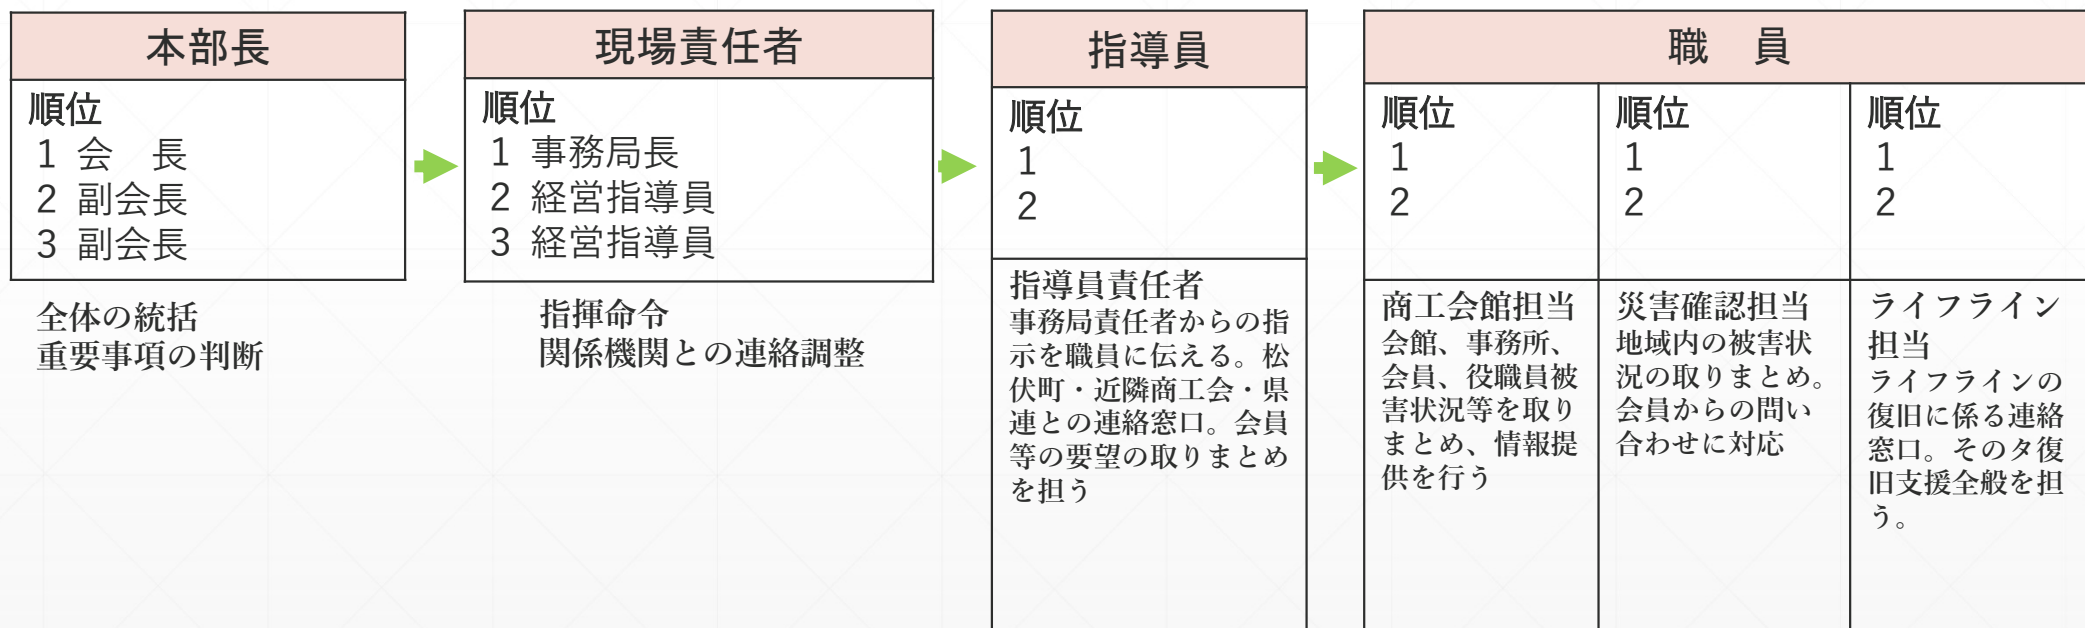 本部長
順位
1 会　長
2 副会長
3 副会長
全体の統括
重要事項の判断
現場責任者
順位
1 事務局長
2 経営指導員
3 経営指導員
指揮命令
関係機関との連絡調整
指導員
順位
1
2
指導員責任者
事務局責任者からの指
示を職員に伝える。松
伏町・近隣商工会・県
連との連絡窓口。会員
等の要望の取りまとめ
を担う
職　員
順位
1
2
商工会館担当
会館、事務所、
会員、役職員被
害状況等を取り
まとめ、情報提
供を行う
順位
1
2
災害確認担当
地域内の被害状
況の取りまとめ。
会員からの問い
合わせに対応
順位
1
2
ライフライン
担当
ライフラインの
復旧に係る連絡
窓口。その夕復
旧支援全般を担
う。